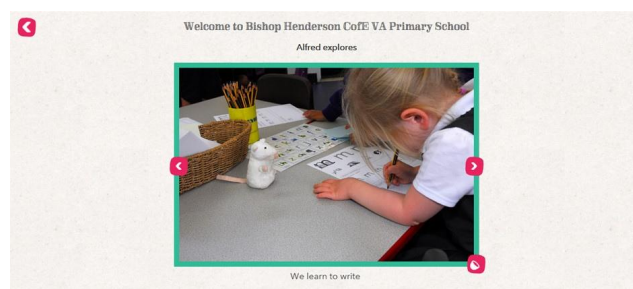 Welcome to Bishop Henderson CofE VA Primary School
Alfred explores
We learn to write